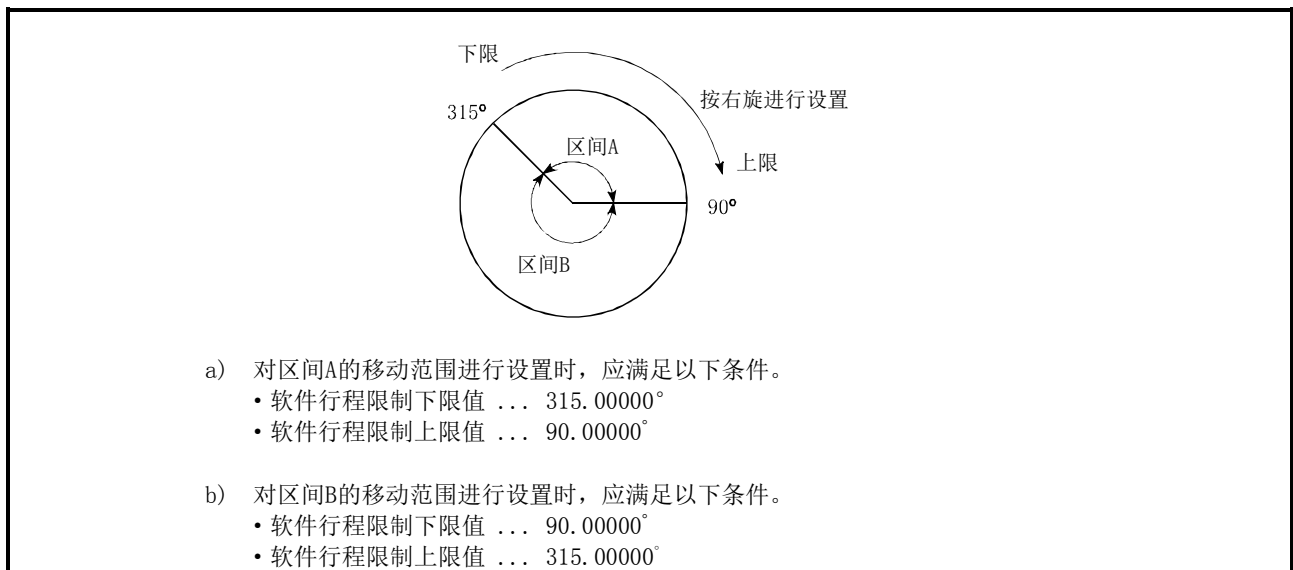 下限
按右旋进行设置
315°
区间A
上限
90°
区间B
a) 对区间A的移动范围进行设置时，应满足以下条件。
•软件行程限制下限值 ... 315.00000°
•软件行程限制上限值 ... 90.00000°
b) 对区间B的移动范围进行设置时，应满足以下条件。
•软件行程限制下限值 ... 90.00000°
•软件行程限制上限值 ... 315.00000°